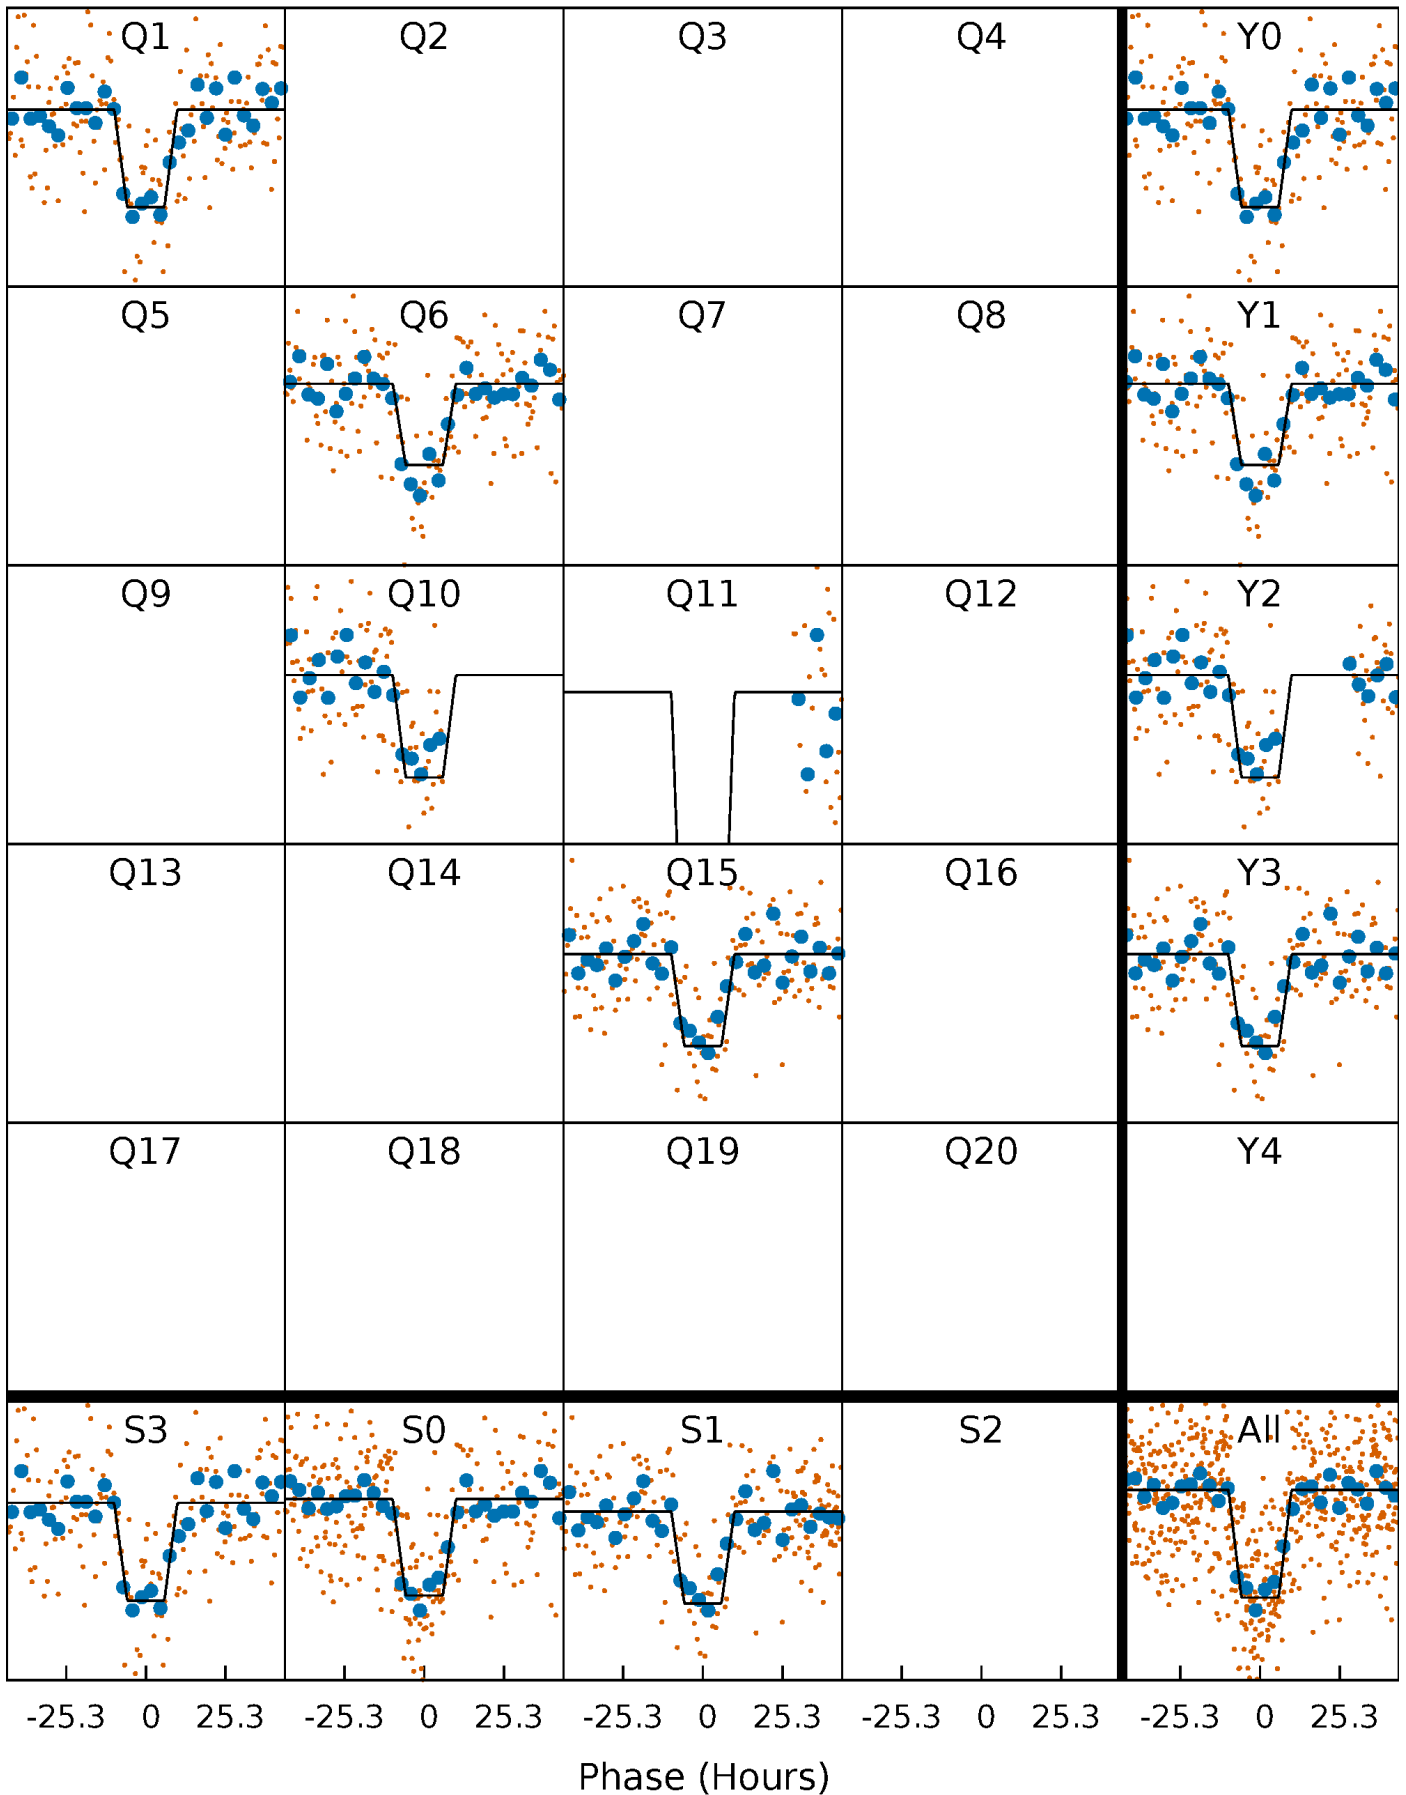 Q1 Q2 Q3 Q4 Y0
Q5 Q6 Q7 Q8 Y1
Q9 Q10 Q11 Q12 Y2
Q13 Q14 Q15 Q16 Y3
Q17 Q18 Q19 Q20 Y4
S3 S0 S1 S2 All
-25.3 0 25.3 -25.3 0 25.3 -25.3 0 25.3 -25.3 0 25.3 -25.3 0 25.3
Phase (Hours)